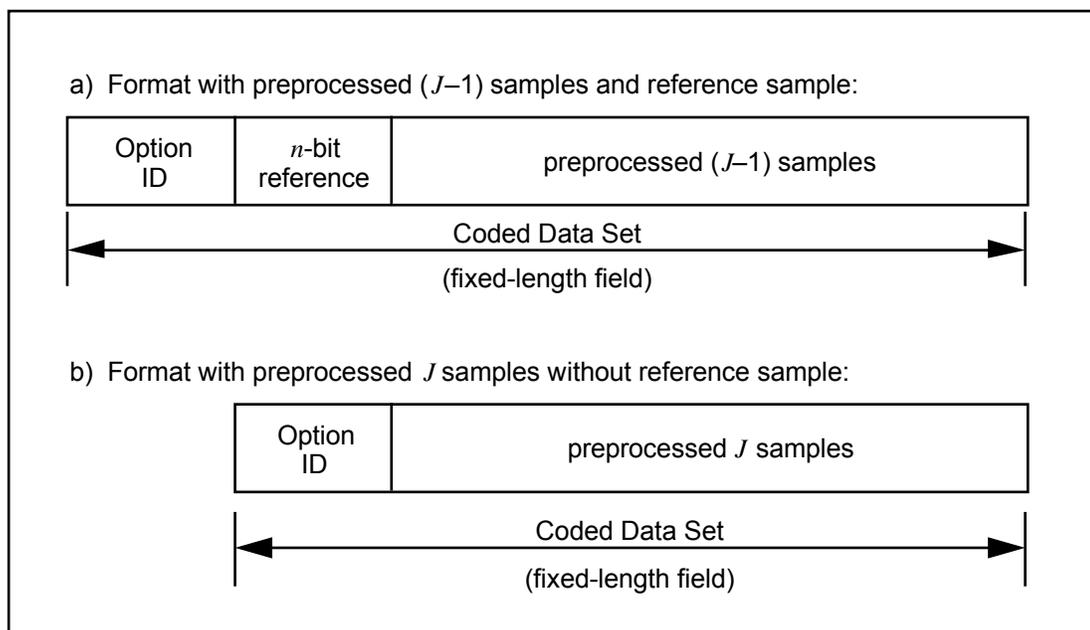 a) Format with preprocessed (J–1) samples and reference sample:
Option
ID
n-bit
reference
preprocessed (J–1) samples
Coded Data Set
(fixed-length field)
b) Format with preprocessed J samples without reference sample:
Option
ID
preprocessed J samples
Coded Data Set
(fixed-length field)